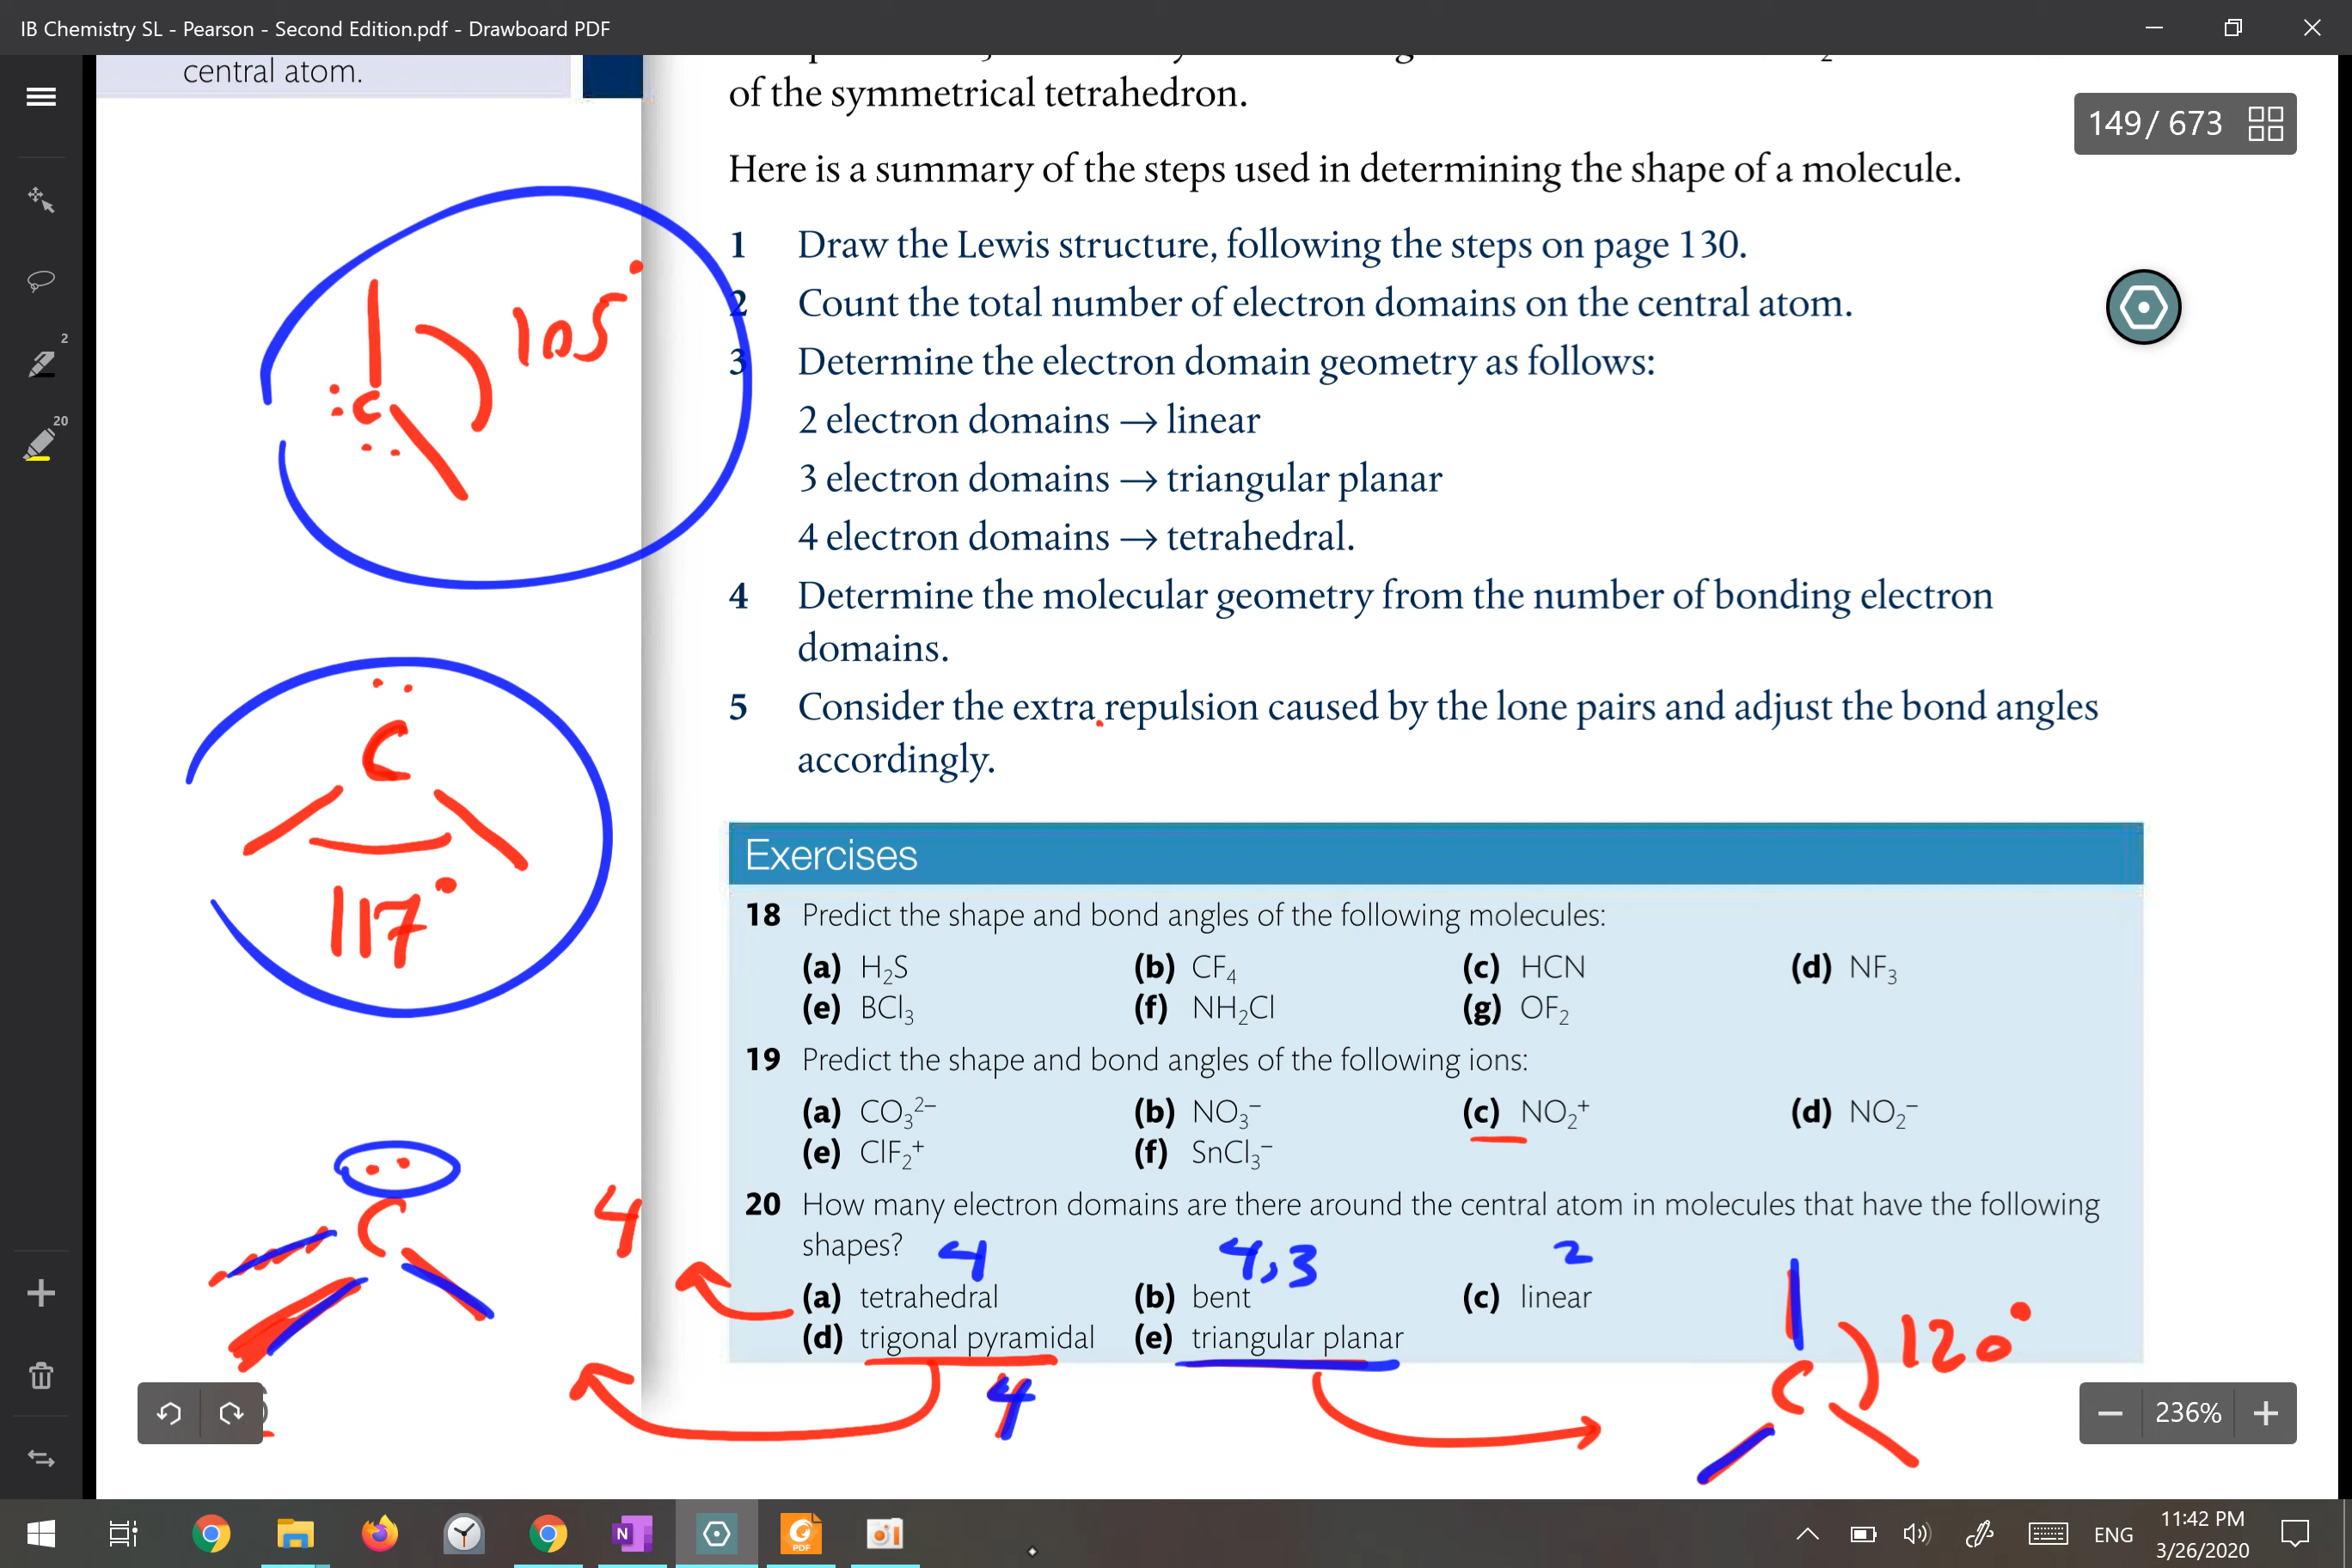 IB Chemistry SL - Pearson - Second Edition.pdf - Drawboard PDF
central atom.
of the symmetrical tetrahedron.
149/ 673
Here is a summary of the steps used in determining the shape of a molecule.
1 Draw the Lewis structure, following the steps on page 130.
2 Count the total number of electron domains on the central atom.
3 Determine the electron domain geometry as follows:
2 electron domains → linear
3 electron domains → triangular planar
4 electron domains → tetrahedral.
4 Determine the molecular geometry from the number of bonding electron
domains.
5 Consider the extra repulsion caused by the lone pairs and adjust the bond angles
accordingly.
2
20
105°
C
C
117°
C
4
Exercises
18 Predict the shape and bond angles of the following molecules:
(a) H₂S (b) CF₄ (c) HCN (d) NF₃
(e) BCl₃ (f) NH₂Cl (g) OF₂
19 Predict the shape and bond angles of the following ions:
(a) CO₃²⁻ (b) NO₃⁻ (c) NO₂⁺ (d) NO₂⁻
(e) ClF₂⁺ (f) SnCl₃⁻
20 How many electron domains are there around the central atom in molecules that have the following
shapes?
4 4,3 2
(a) tetrahedral (b) bent (c) linear
(d) trigonal pyramidal (e) triangular planar
4
C 120°
236%
ENG
11:42 PM
3/26/2020